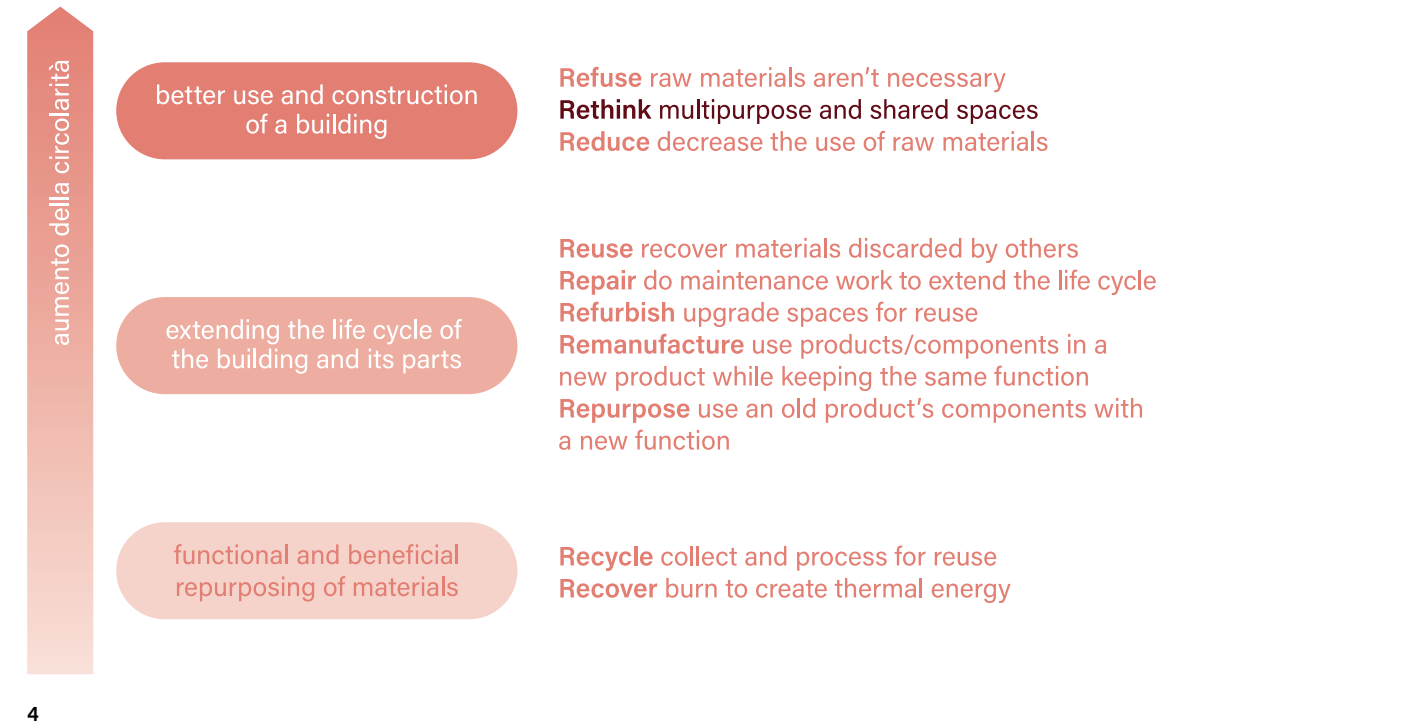 aumento della circolarità
better use and construction
of a building
Refuse raw materials aren't necessary
Rethink multipurpose and shared spaces
Reduce decrease the use of raw materials
extending the life cycle of
the building and its parts
Reuse recover materials discarded by others
Repair do maintenance work to extend the life cycle
Refurbish upgrade spaces for reuse
Remanufacture use products/components in a
new product while keeping the same function
Repurpose use an old product's components with
a new function
functional and beneficial
repurposing of materials
Recycle collect and process for reuse
Recover burn to create thermal energy
4